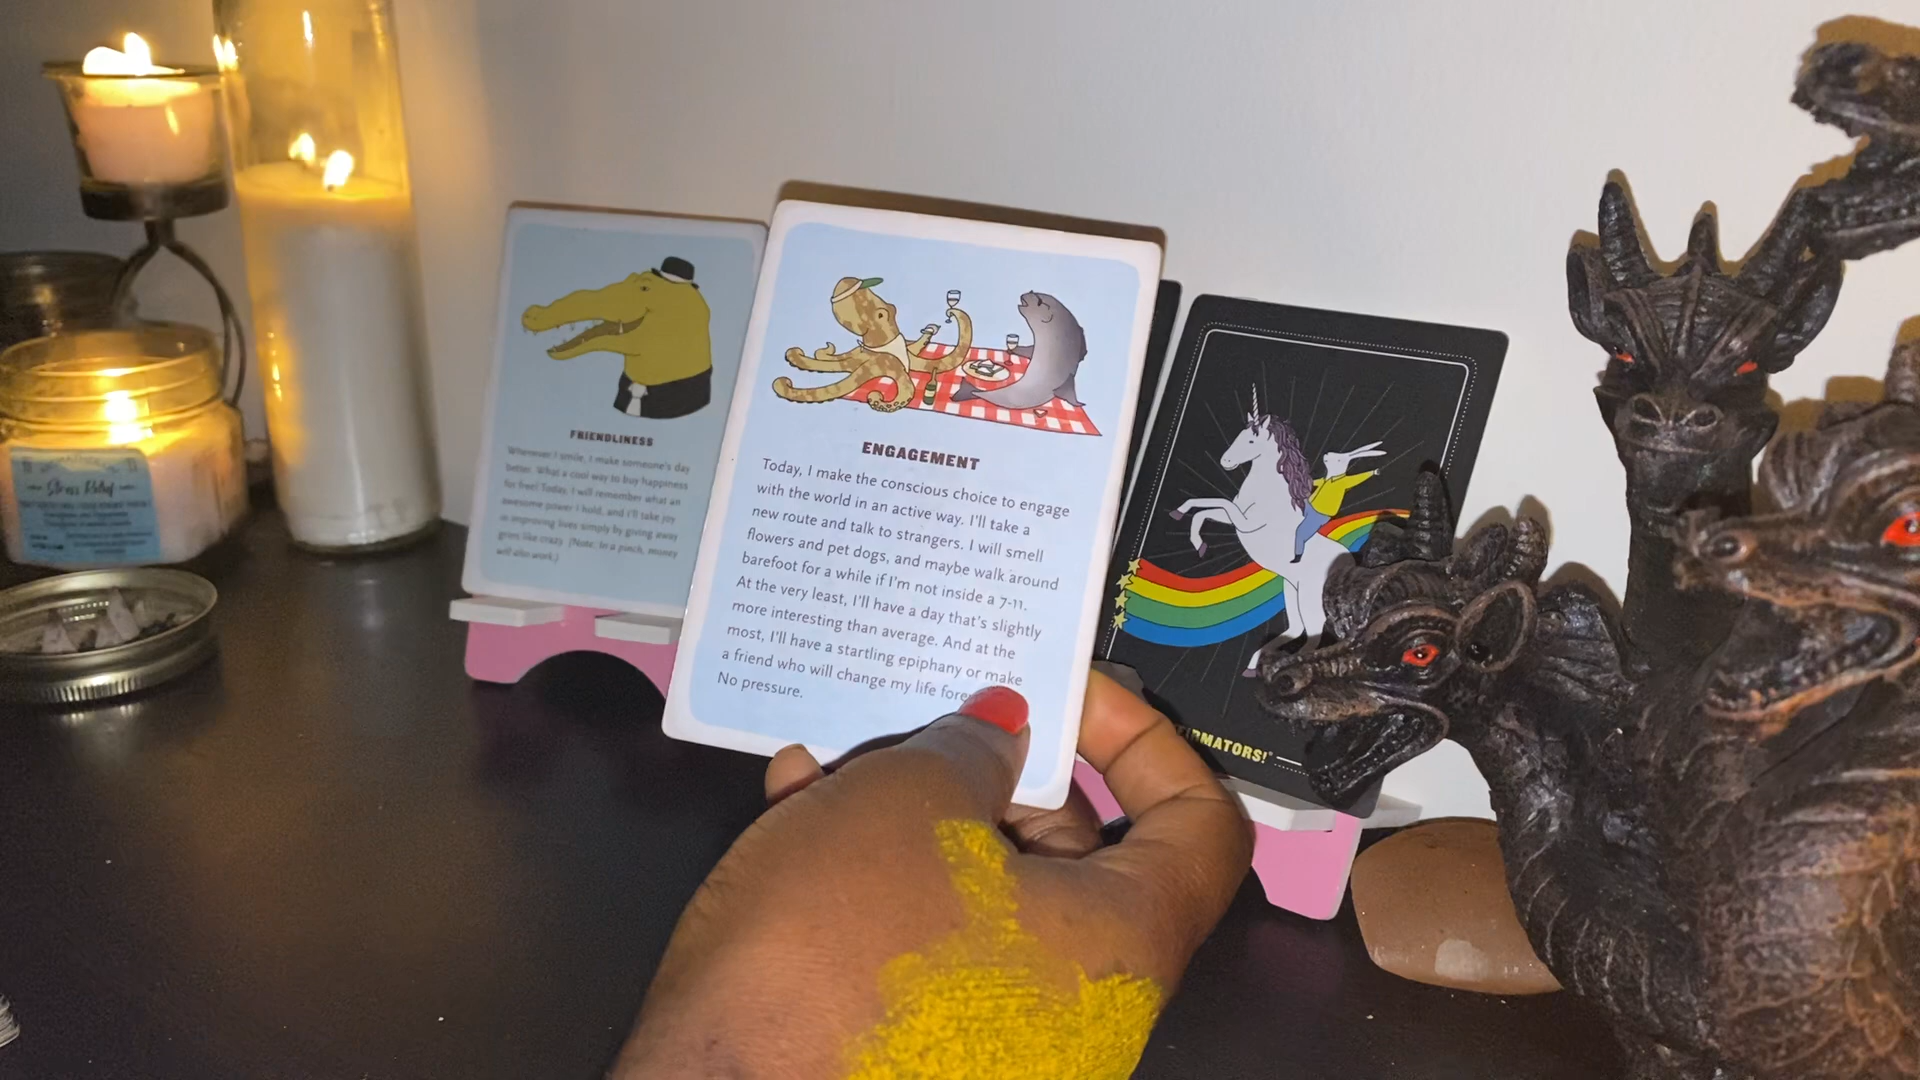 FRIENDLINESS
Whenever I smile, I make someone's day
better. What a cool way to buy happiness
for free! Today, I will remember what an
awesome power I hold, and I'll take joy
in improving lives simply by giving away
grins like crazy. (Note: In a pinch, money
will also work.)
ENGAGEMENT
Today, I make the conscious choice to engage
with the world in an active way. I'll take a
new route and talk to strangers. I will smell
flowers and pet dogs, and maybe walk around
barefoot for a while if I'm not inside a 7-11.
At the very least, I'll have a day that's slightly
more interesting than average. And at the
most, I'll have a startling epiphany or make
a friend who will change my life fore
No pressure.
FIRMATORS!®
Stress Relief